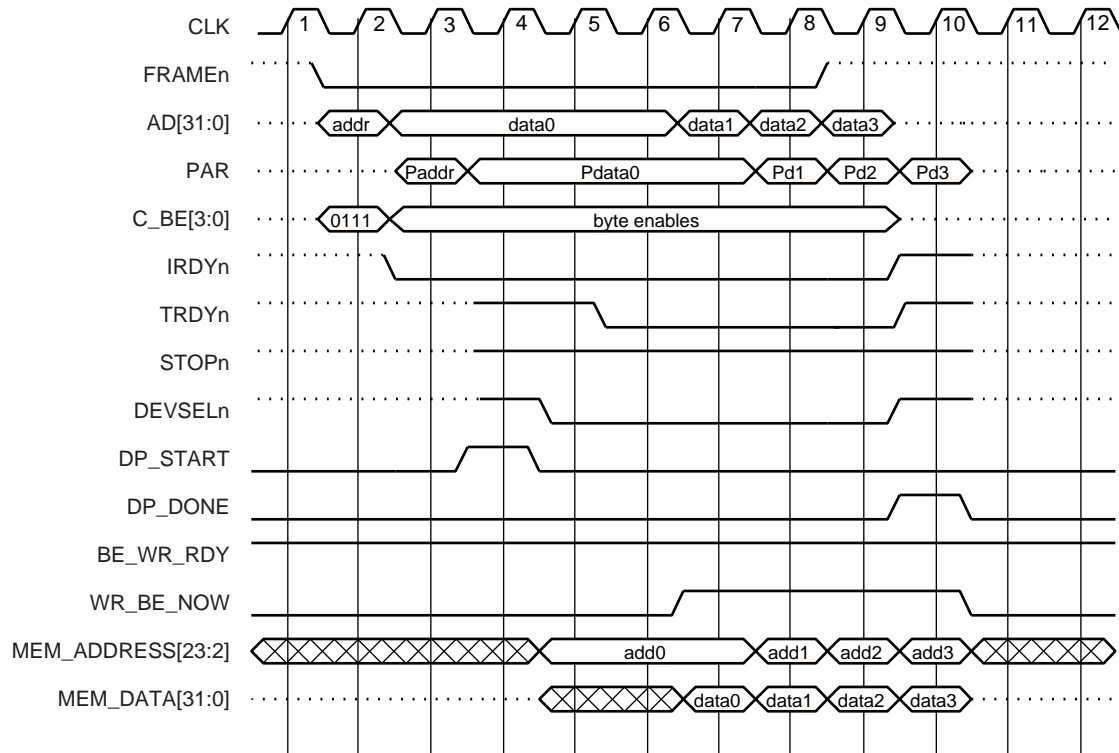 CLK 1 2 3 4 5 6 7 8 9 10 11 12
FRAMEn
AD[31:0] addr data0 data1 data2 data3
PAR Paddr Pdata0 Pd1 Pd2 Pd3
C_BE[3:0] 0111 byte enables
IRDYn
TRDYn
STOPn
DEVSELn
DP_START
DP_DONE
BE_WR_RDY
WR_BE_NOW
MEM_ADDRESS[23:2] add0 add1 add2 add3
MEM_DATA[31:0] data0 data1 data2 data3